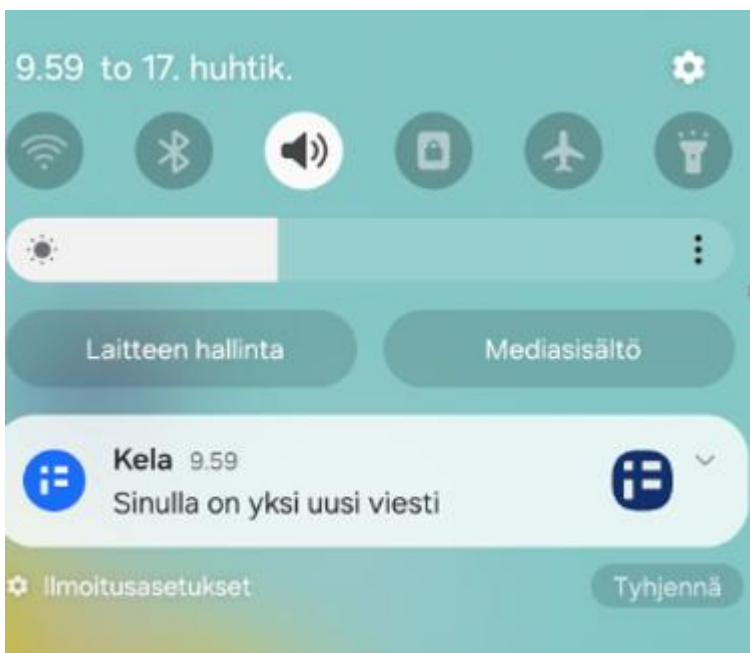 9.59 to 17. huhtik.
Laitteen hallinta
Mediasisältö
Kela 9.59
Sinulla on yksi uusi viesti
Ilmoitusasetukset
Tyhjennä